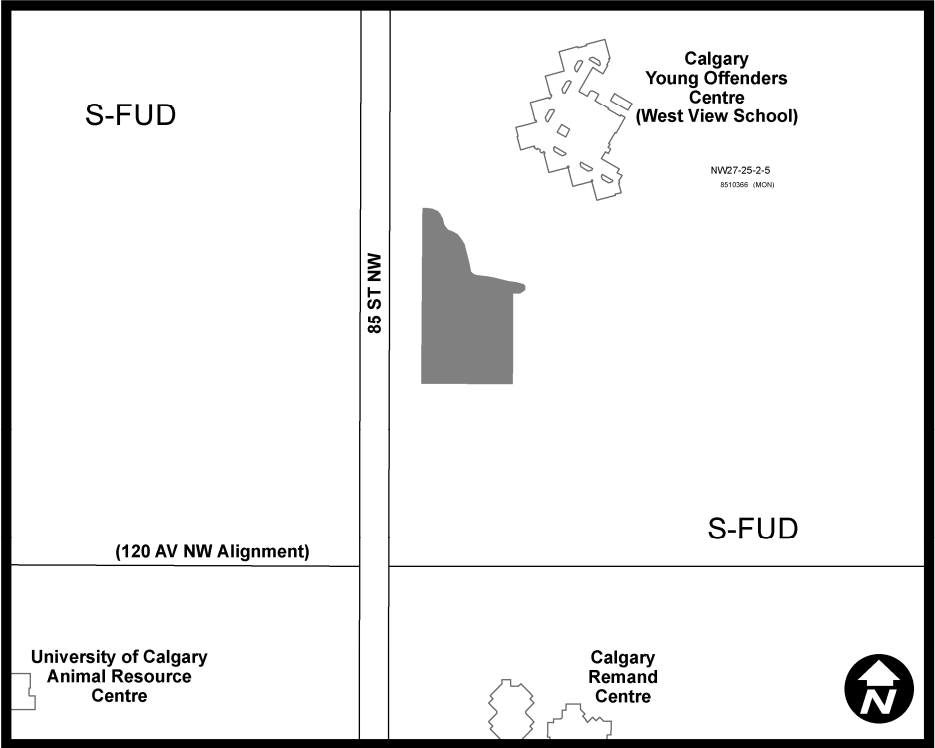 Calgary
Young Offenders
Centre
(West View School)
S-FUD
NW27-25-2-5
8510366 (MON)
85 ST NW
S-FUD
(120 AV NW Alignment)
University of Calgary
Animal Resource
Centre
Calgary
Remand
Centre
N